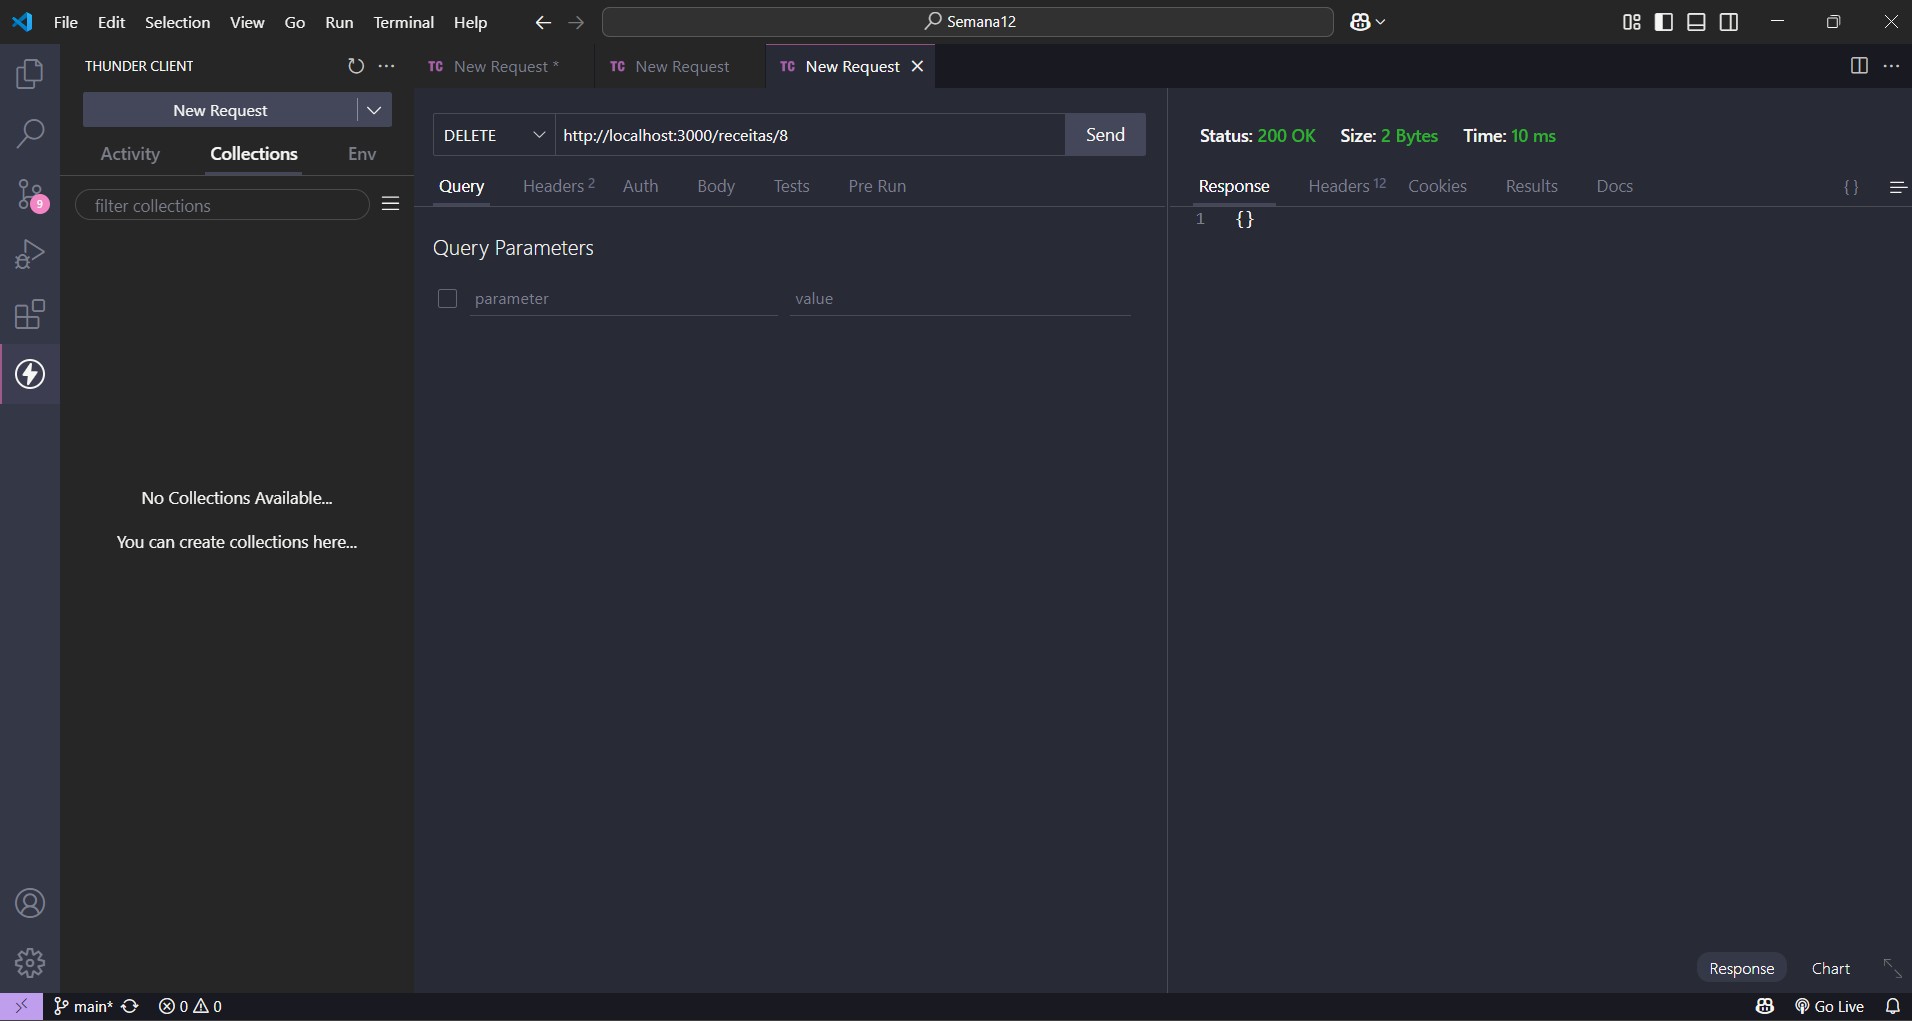 File Edit Selection View Go Run Terminal Help
Semana12
THUNDER CLIENT
New Request
Activity Collections Env
filter collections
9
No Collections Available...
You can create collections here...
TC New Request *
TC New Request
TC New Request
DELETE http://localhost:3000/receitas/8 Send
Query Headers 2 Auth Body Tests Pre Run
Query Parameters
parameter value
Status: 200 OK Size: 2 Bytes Time: 10 ms
Response Headers 12 Cookies Results Docs { }
1 {}
Response Chart
main* 0 0 Go Live